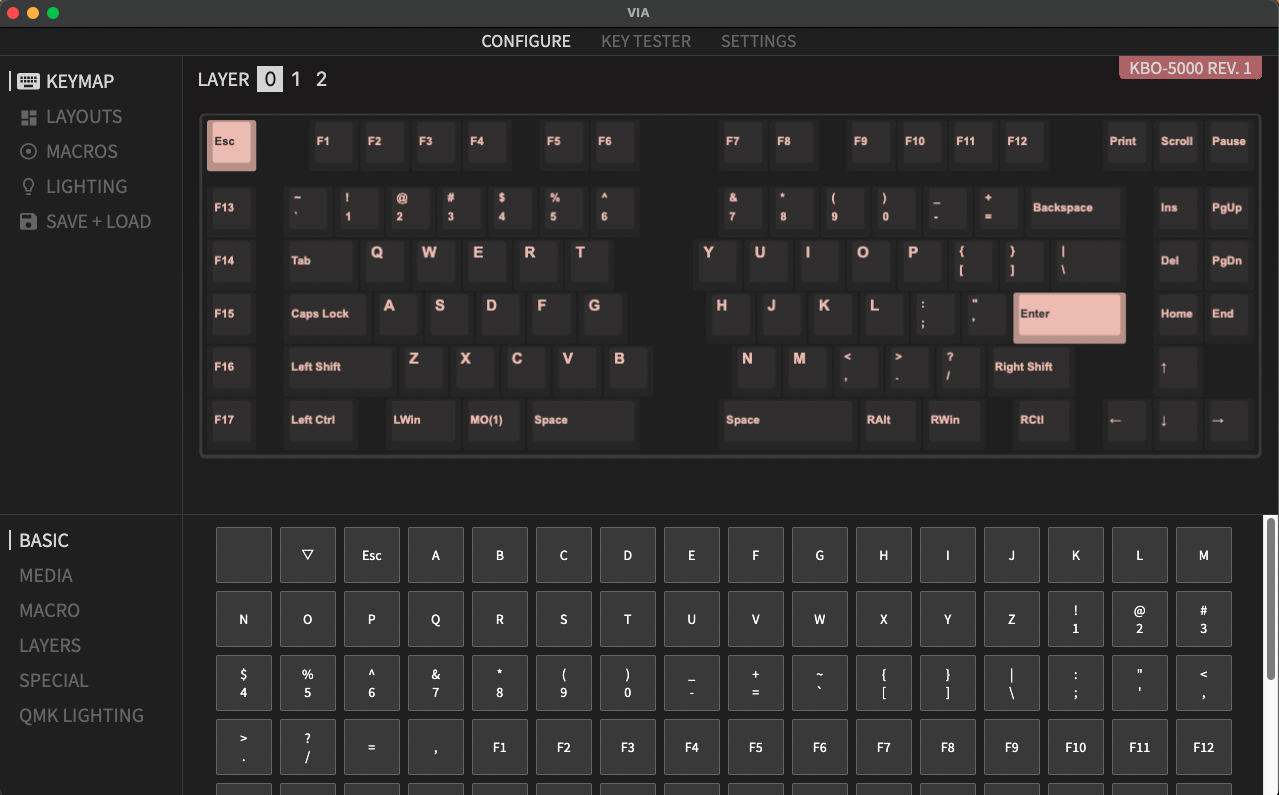 VIA
CONFIGURE KEY TESTER SETTINGS
KEYMAP
LAYOUTS
MACROS
LIGHTING
SAVE + LOAD
LAYER 0 1 2
KBO-5000 REV. 1
Esc F1 F2 F3 F4 F5 F6 F7 F8 F9 F10 F11 F12 Print Scroll Pause
F13 ~ ! @ # $ % ^ & * ( ) _ + Backspace Ins PgUp
` 1 2 3 4 5 6 7 8 9 0 - =
F14 Tab Q W E R T Y U I O P { } | Del PgDn
[ ] \
F15 Caps Lock A S D F G H J K L : " Enter Home End
; '
F16 Left Shift Z X C V B N M < > ? Right Shift ↑
, . /
F17 Left Ctrl LWin MO(1) Space Space RAlt RWin RCtl ← ↓ →
BASIC
MEDIA
MACRO
LAYERS
SPECIAL
QMK LIGHTING
▽ Esc A B C D E F G H I J K L M
N O P Q R S T U V W X Y Z ! @ #
1 2 3
$ % ^ & * ( ) _ + ~ { } | : " <
4 5 6 7 8 9 0 - = ` [ ] \ ; ' ,
> ? = , F1 F2 F3 F4 F5 F6 F7 F8 F9 F10 F11 F12
. /